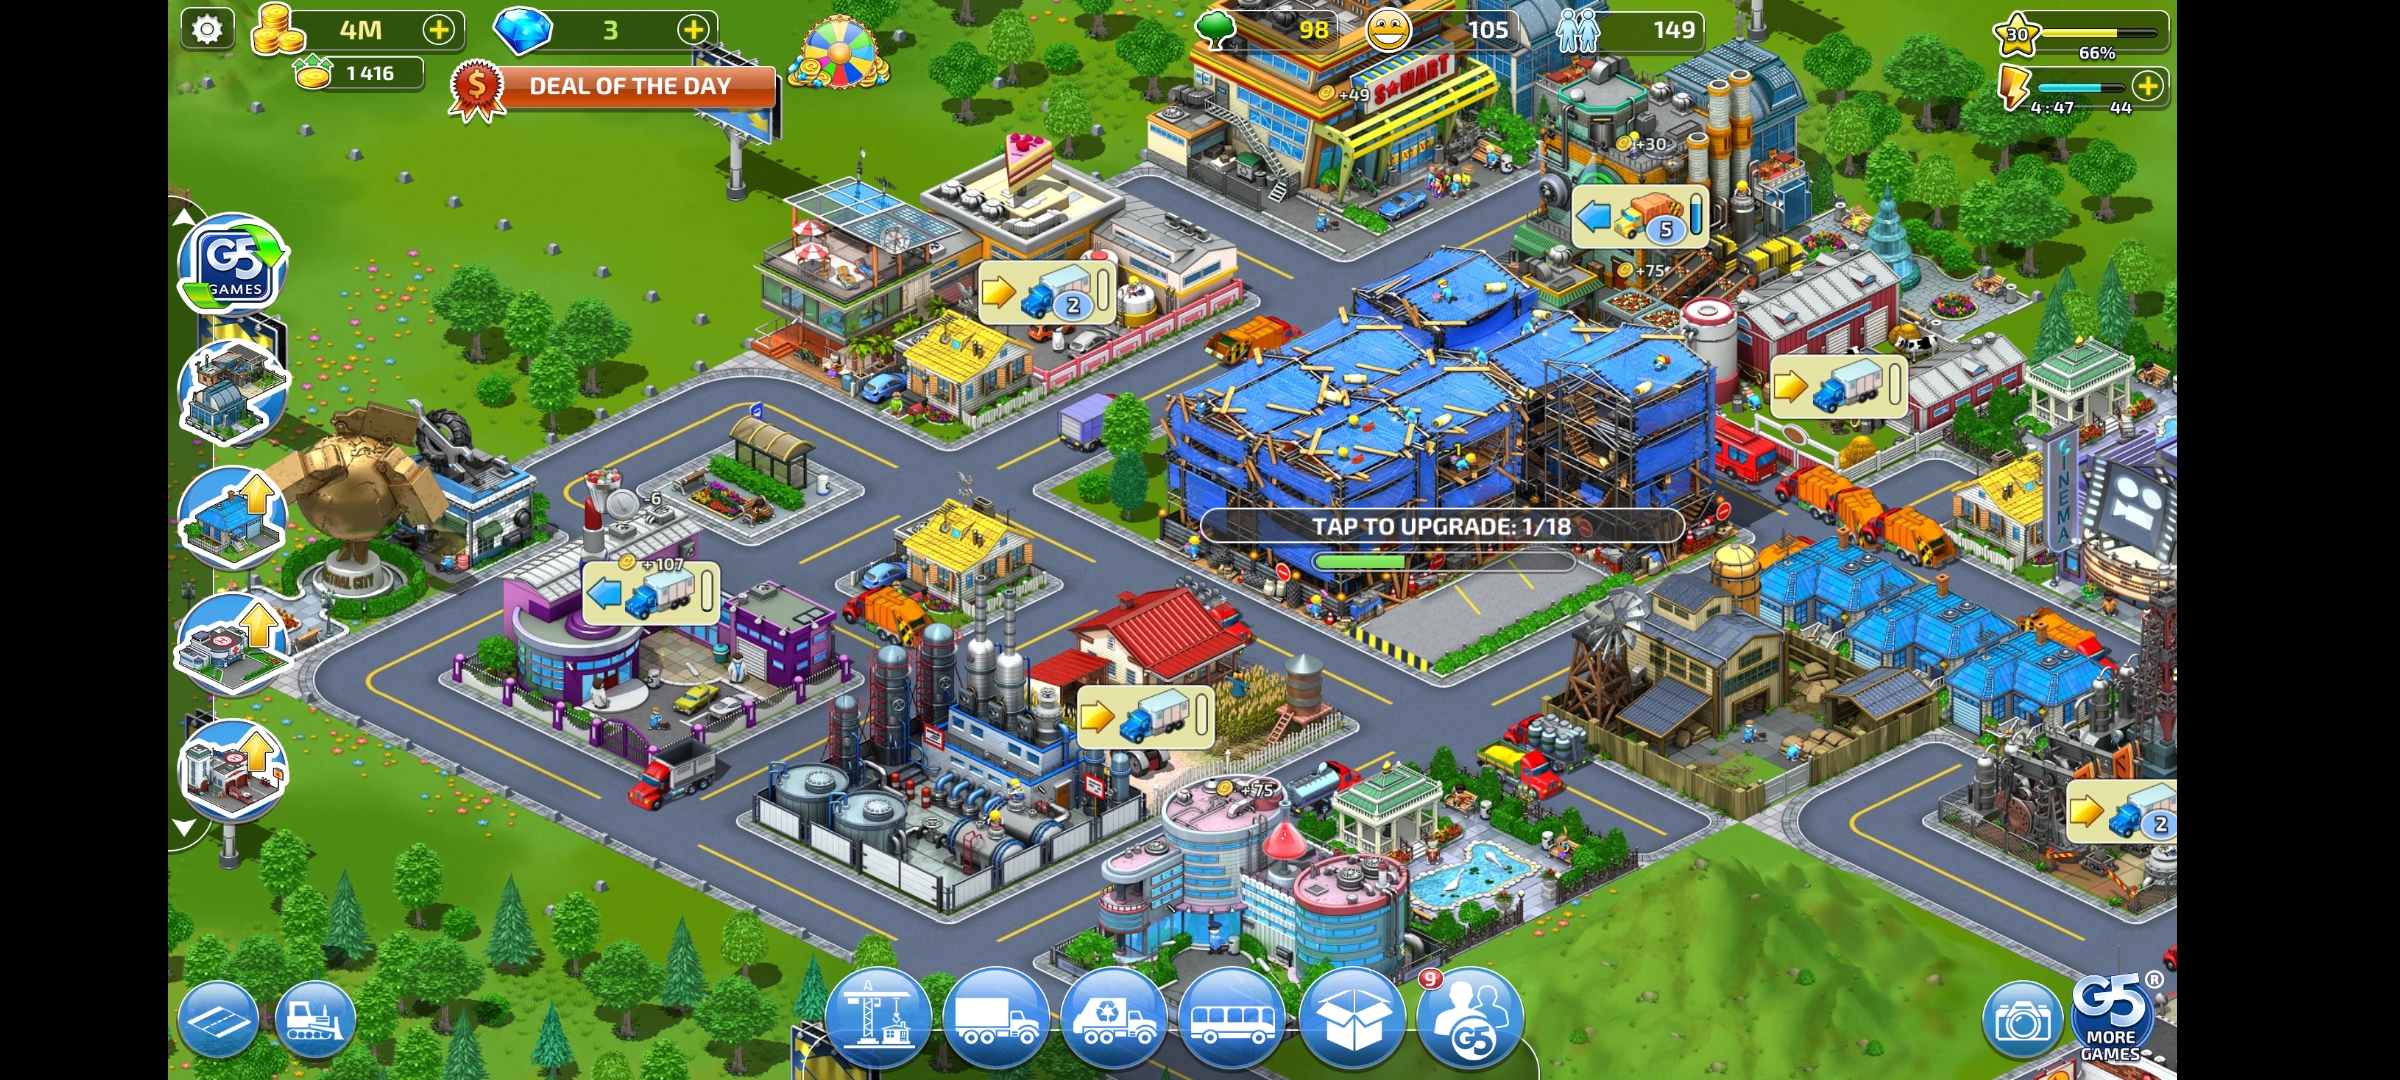 4M
3
98
105
149
30
66%
1 416
DEAL OF THE DAY
4:47
44
S★MART
+49
+30
5
+75
G5
GAMES
2
-1
CINEMA
-6
TAP TO UPGRADE: 1/18
+107
+75
2
9
G5
G5
®
MORE
GAMES